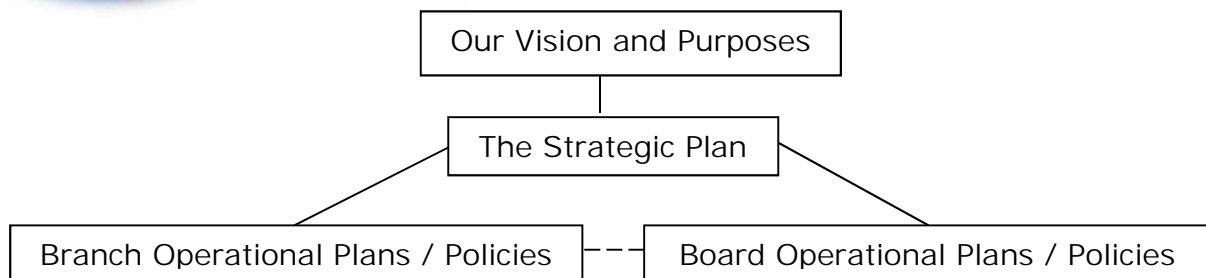 Our Vision and Purposes
The Strategic Plan
Branch Operational Plans / Policies
Board Operational Plans / Policies